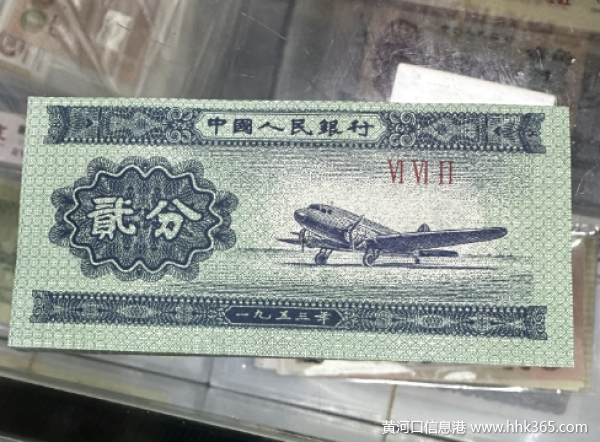 中國人民銀行
VI VI II
貳分
一九五三年
黄河口信息港 www.hhk365.com